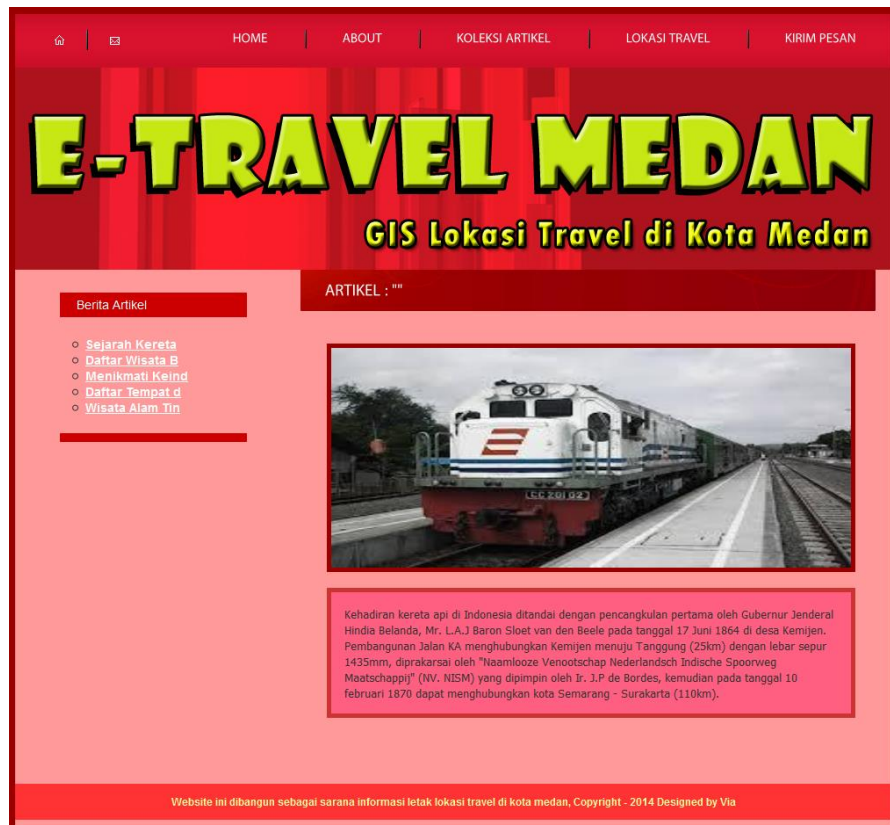 HOME ABOUT KOLEKSI ARTIKEL LOKASI TRAVEL KIRIM PESAN
E-TRAVEL MEDAN
GIS Lokasi Travel di Kota Medan
Berita Artikel
Sejarah Kereta
Daftar Wisata B
Menikmati Keind
Daftar Tempat d
Wisata Alam Tin
ARTIKEL : ""
CC 201 02
Kehadiran kereta api di Indonesia ditandai dengan pencangkulan pertama oleh Gubernur Jenderal
Hindia Belanda, Mr. L.A.J Baron Sloet van den Beele pada tanggal 17 Juni 1864 di desa Kemijen.
Pembangunan Jalan KA menghubungkan Kemijen menuju Tanggung (25km) dengan lebar sepur
1435mm, diprakarsai oleh "Naamlooze Venootschap Nederlandsch Indische Spoorweg
Maatschappij" (NV. NISM) yang dipimpin oleh Ir. J.P de Bordes, kemudian pada tanggal 10
februari 1870 dapat menghubungkan kota Semarang - Surakarta (110km).
Website ini dibangun sebagai sarana informasi letak lokasi travel di kota medan, Copyright - 2014 Designed by Via